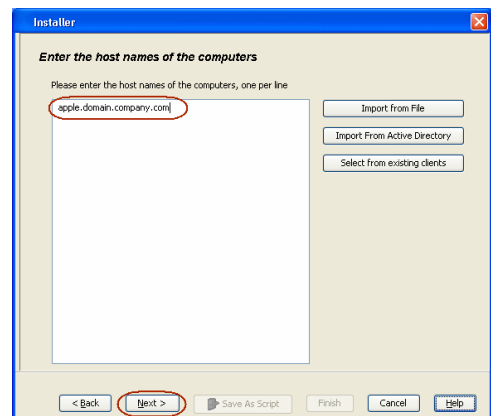 Installer
Enter the host names of the computers
Please enter the host names of the computers, one per line
apple.domain.company.com
Import from File
Import From Active Directory
Select from existing clients
< Back
Next >
Save As Script
Finish
Cancel
Help